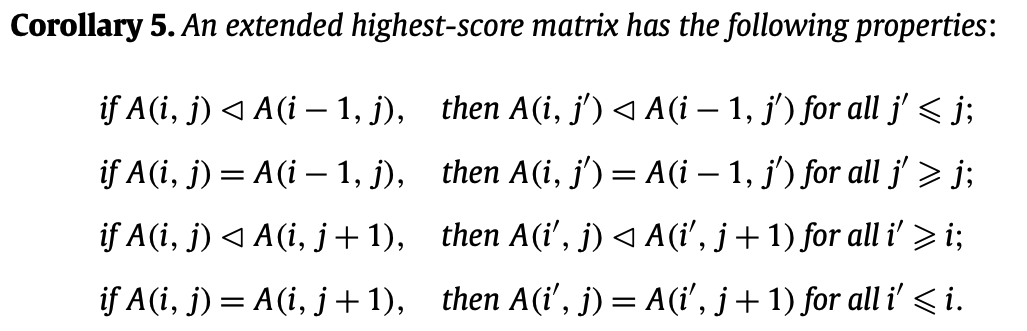 Corollary 5. An extended highest-score matrix has the following properties:
if A(i, j) ⊲ A(i − 1, j), then A(i, j′) ⊲ A(i − 1, j′) for all j′ ⩽ j;
if A(i, j) = A(i − 1, j), then A(i, j′) = A(i − 1, j′) for all j′ ⩾ j;
if A(i, j) ⊲ A(i, j + 1), then A(i′, j) ⊲ A(i′, j + 1) for all i′ ⩾ i;
if A(i, j) = A(i, j + 1), then A(i′, j) = A(i′, j + 1) for all i′ ⩽ i.